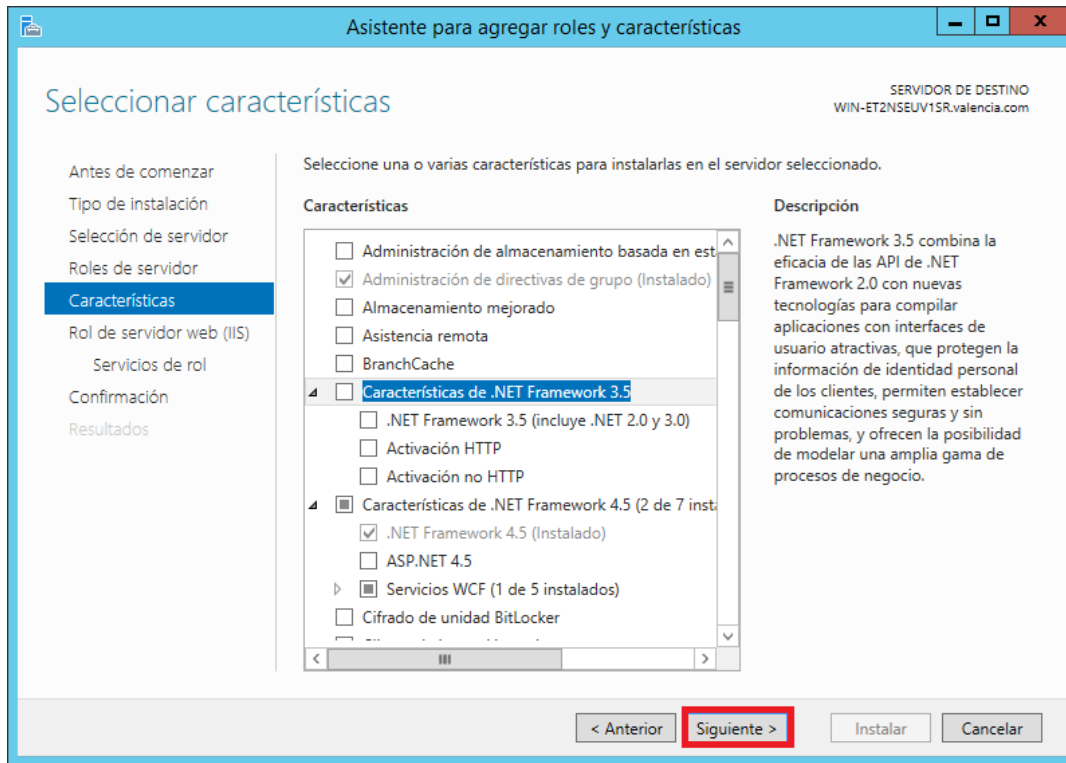 Asistente para agregar roles y características
Seleccionar características
SERVIDOR DE DESTINO
WIN-ET2NSEUV1SR.valencia.com
Antes de comenzar
Tipo de instalación
Selección de servidor
Roles de servidor
Características
Rol de servidor web (IIS)
Servicios de rol
Confirmación
Resultados
Seleccione una o varias características para instalarlas en el servidor seleccionado.
Características
Administración de almacenamiento basada en est
Administración de directivas de grupo (Instalado)
Almacenamiento mejorado
Asistencia remota
BranchCache
Características de .NET Framework 3.5
.NET Framework 3.5 (incluye .NET 2.0 y 3.0)
Activación HTTP
Activación no HTTP
Características de .NET Framework 4.5 (2 de 7 inst
.NET Framework 4.5 (Instalado)
ASP.NET 4.5
Servicios WCF (1 de 5 instalados)
Cifrado de unidad BitLocker
Descripción
.NET Framework 3.5 combina la
eficacia de las API de .NET
Framework 2.0 con nuevas
tecnologías para compilar
aplicaciones con interfaces de
usuario atractivas, que protegen la
información de identidad personal
de los clientes, permiten establecer
comunicaciones seguras y sin
problemas, y ofrecen la posibilidad
de modelar una amplia gama de
procesos de negocio.
< Anterior
Siguiente >
Instalar
Cancelar